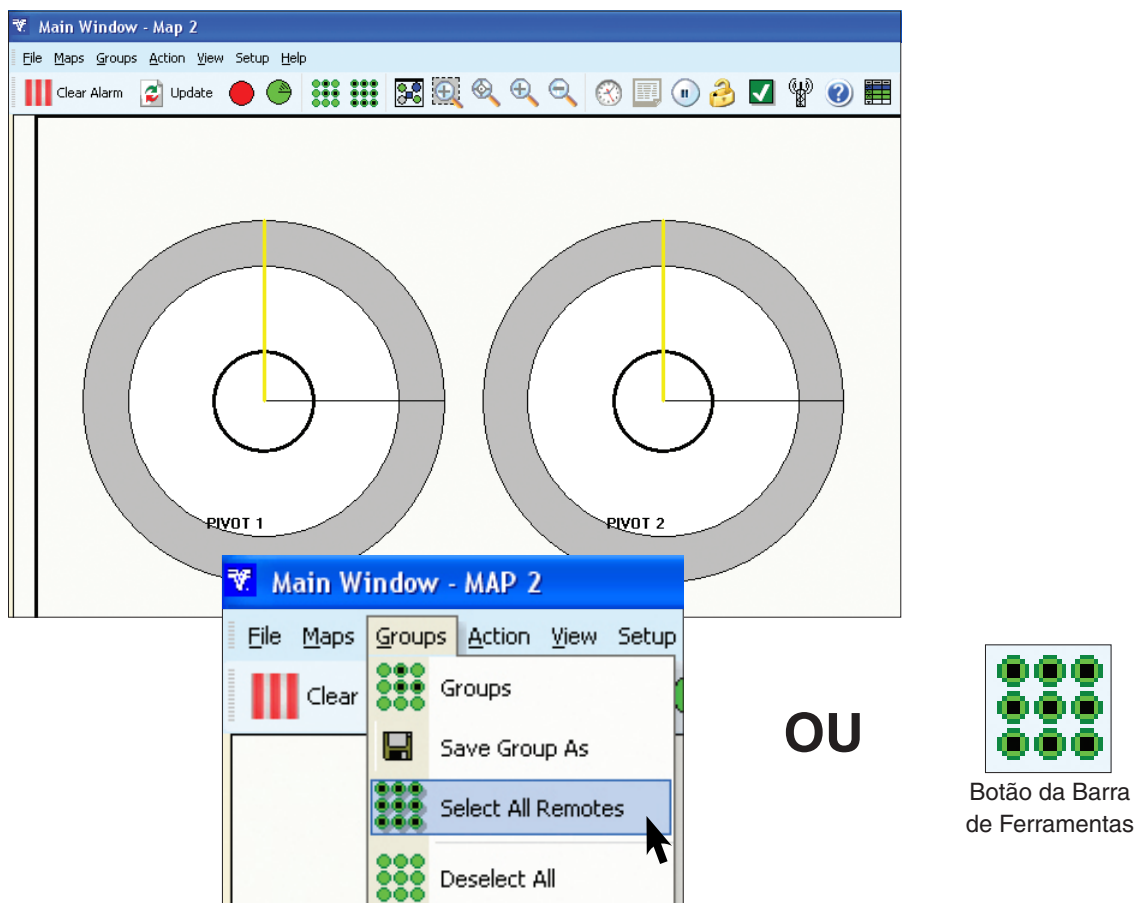 Main Window - Map 2
File Maps Groups Action View Setup Help
Clear Alarm Update
PIVOT 1
PIVOT 2
Main Window - MAP 2
File Maps Groups Action View Setup
Clear
Groups
Save Group As
Select All Remotes
Deselect All
OU
Botão da Barra
de Ferramentas